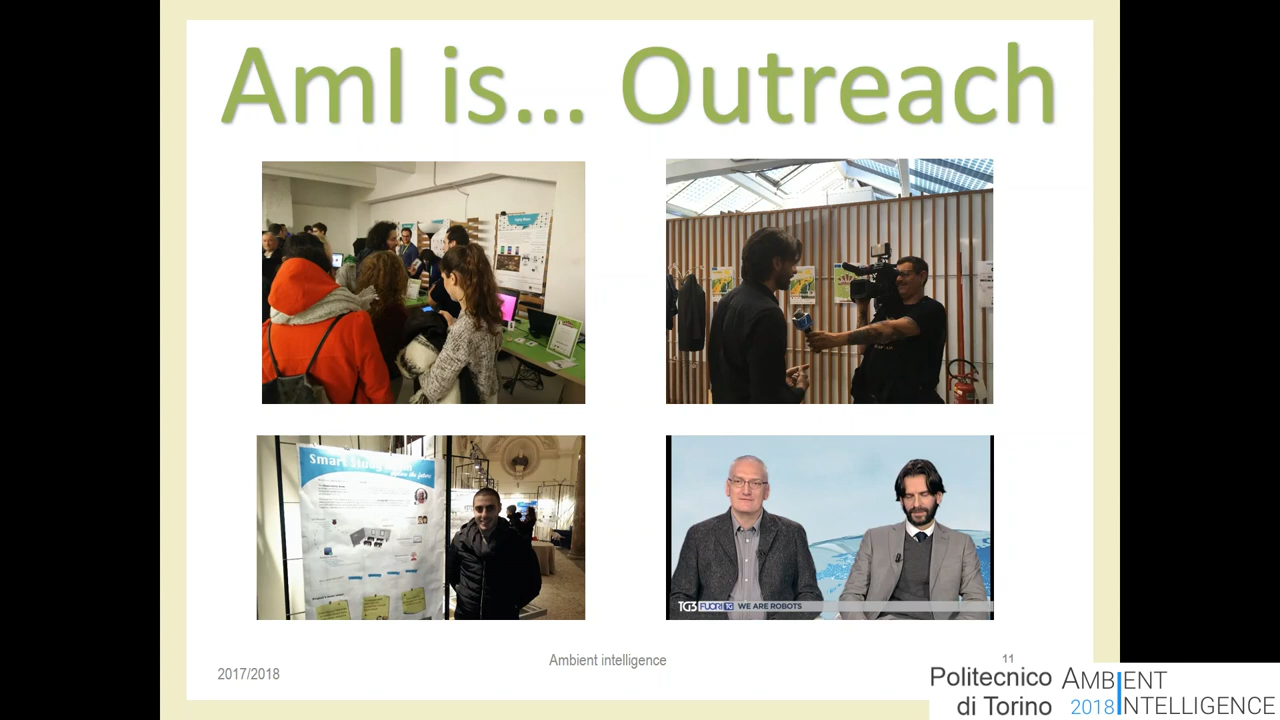 AmI is... Outreach
Smart Study
TG3 FUORI TG WE ARE ROBOTS
2017/2018
Ambient intelligence
11
Politecnico
di Torino
AMBIENT
2018 INTELLIGENCE